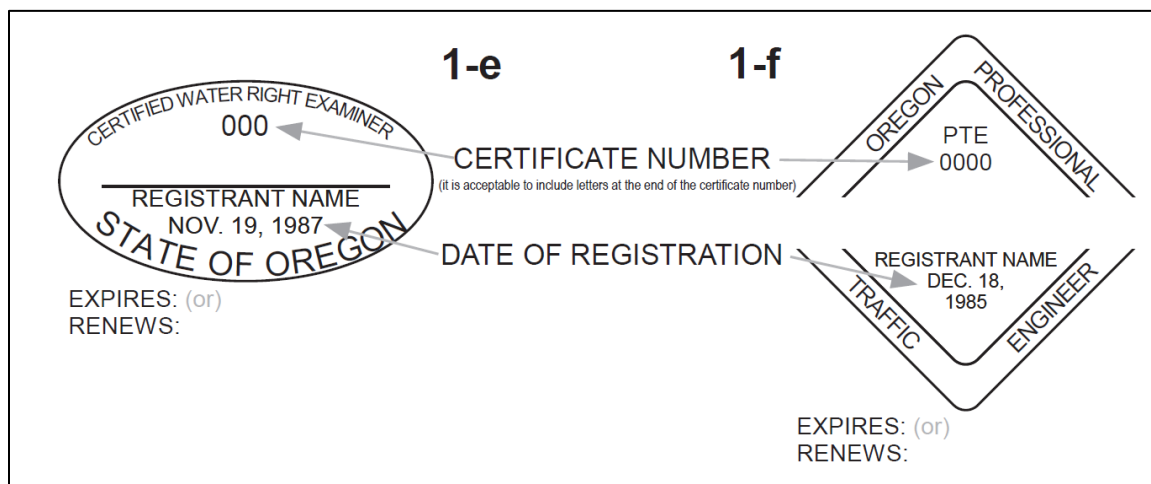 1-e
1-f
CERTIFIED WATER RIGHT EXAMINER
000
REGISTRANT NAME
NOV. 19, 1987
STATE OF OREGON
EXPIRES: (or)
RENEWS:
CERTIFICATE NUMBER
(it is acceptable to include letters at the end of the certificate number)
DATE OF REGISTRATION
OREGON
PROFESSIONAL
PTE
0000
REGISTRANT NAME
DEC. 18,
1985
TRAFFIC
ENGINEER
EXPIRES: (or)
RENEWS: